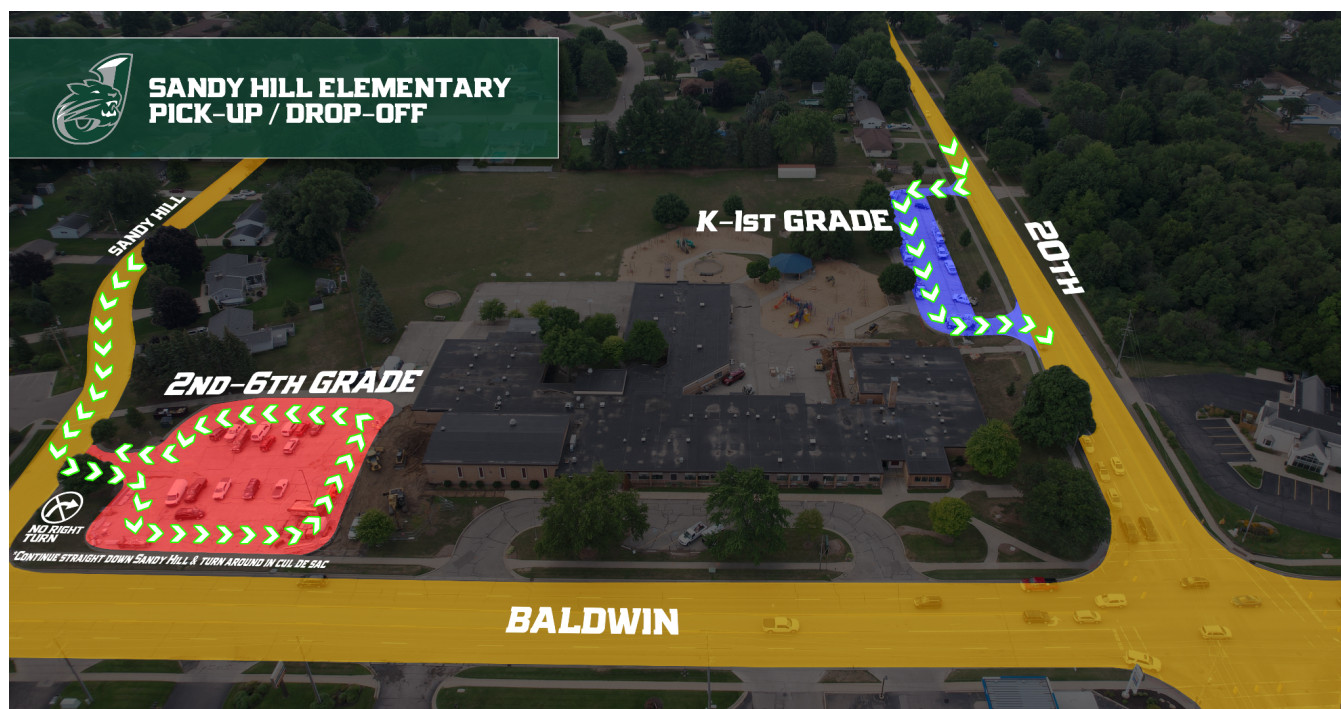 SANDY HILL ELEMENTARY
PICK-UP / DROP-OFF
SANDY HILL
K-1ST GRADE
20TH
2ND-6TH GRADE
NO RIGHT
TURN
*CONTINUE STRAIGHT DOWN SANDY HILL & TURN AROUND IN CUL DE SAC
BALDWIN